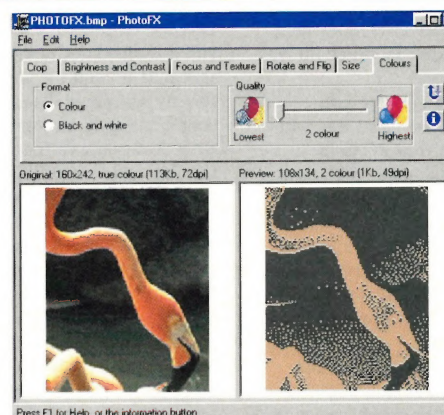 PHOTOFX.bmp - PhotoFX
File Edit Help
Crop Brightness and Contrast Focus and Texture Rotate and Flip Size Colours
Format
Colour
Black and white
Quality
Lowest 2 colour Highest
Original: 160x242, true colour (113Kb, 72dpi) Preview: 108x134, 2 colour (1Kb, 49dpi)
Press F1 for Help, or the information button